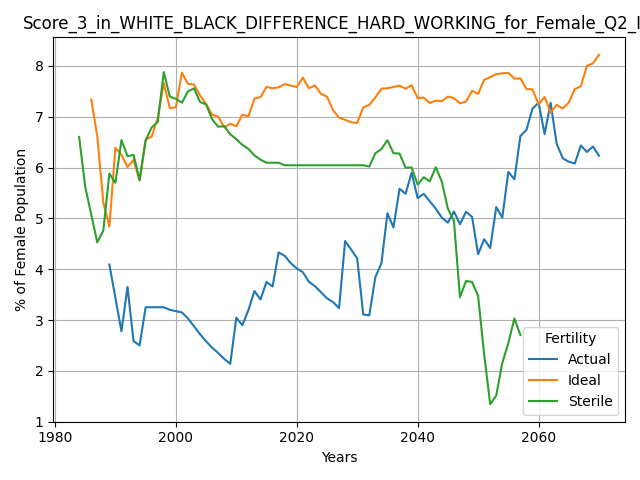 Score_3_in_WHITE_BLACK_DIFFERENCE_HARD_WORKING_for_Female_Q2_I
% of Female Population
8
7
6
5
4
3
2
1
1980
2000
2020
2040
2060
Years
Fertility
Actual
Ideal
Sterile